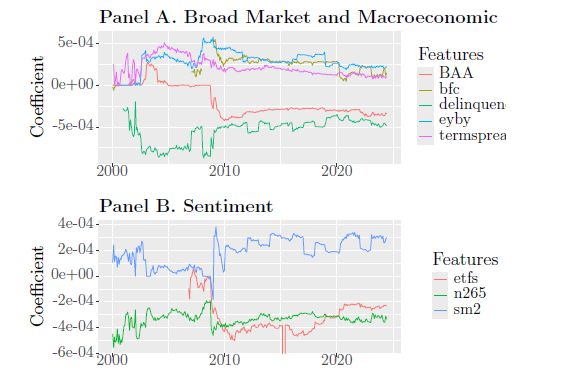 Panel A. Broad Market and Macroeconomic
5e-04
0e+00
-5e-04
Coefficient
2000
2010
2020
Features
BAA
bfc
delinquenc
eyby
termsprea
Panel B. Sentiment
4e-04
2e-04
0e+00
-2e-04
-4e-04
-6e-04
Coefficient
2000
2010
2020
Features
etfs
n265
sm2